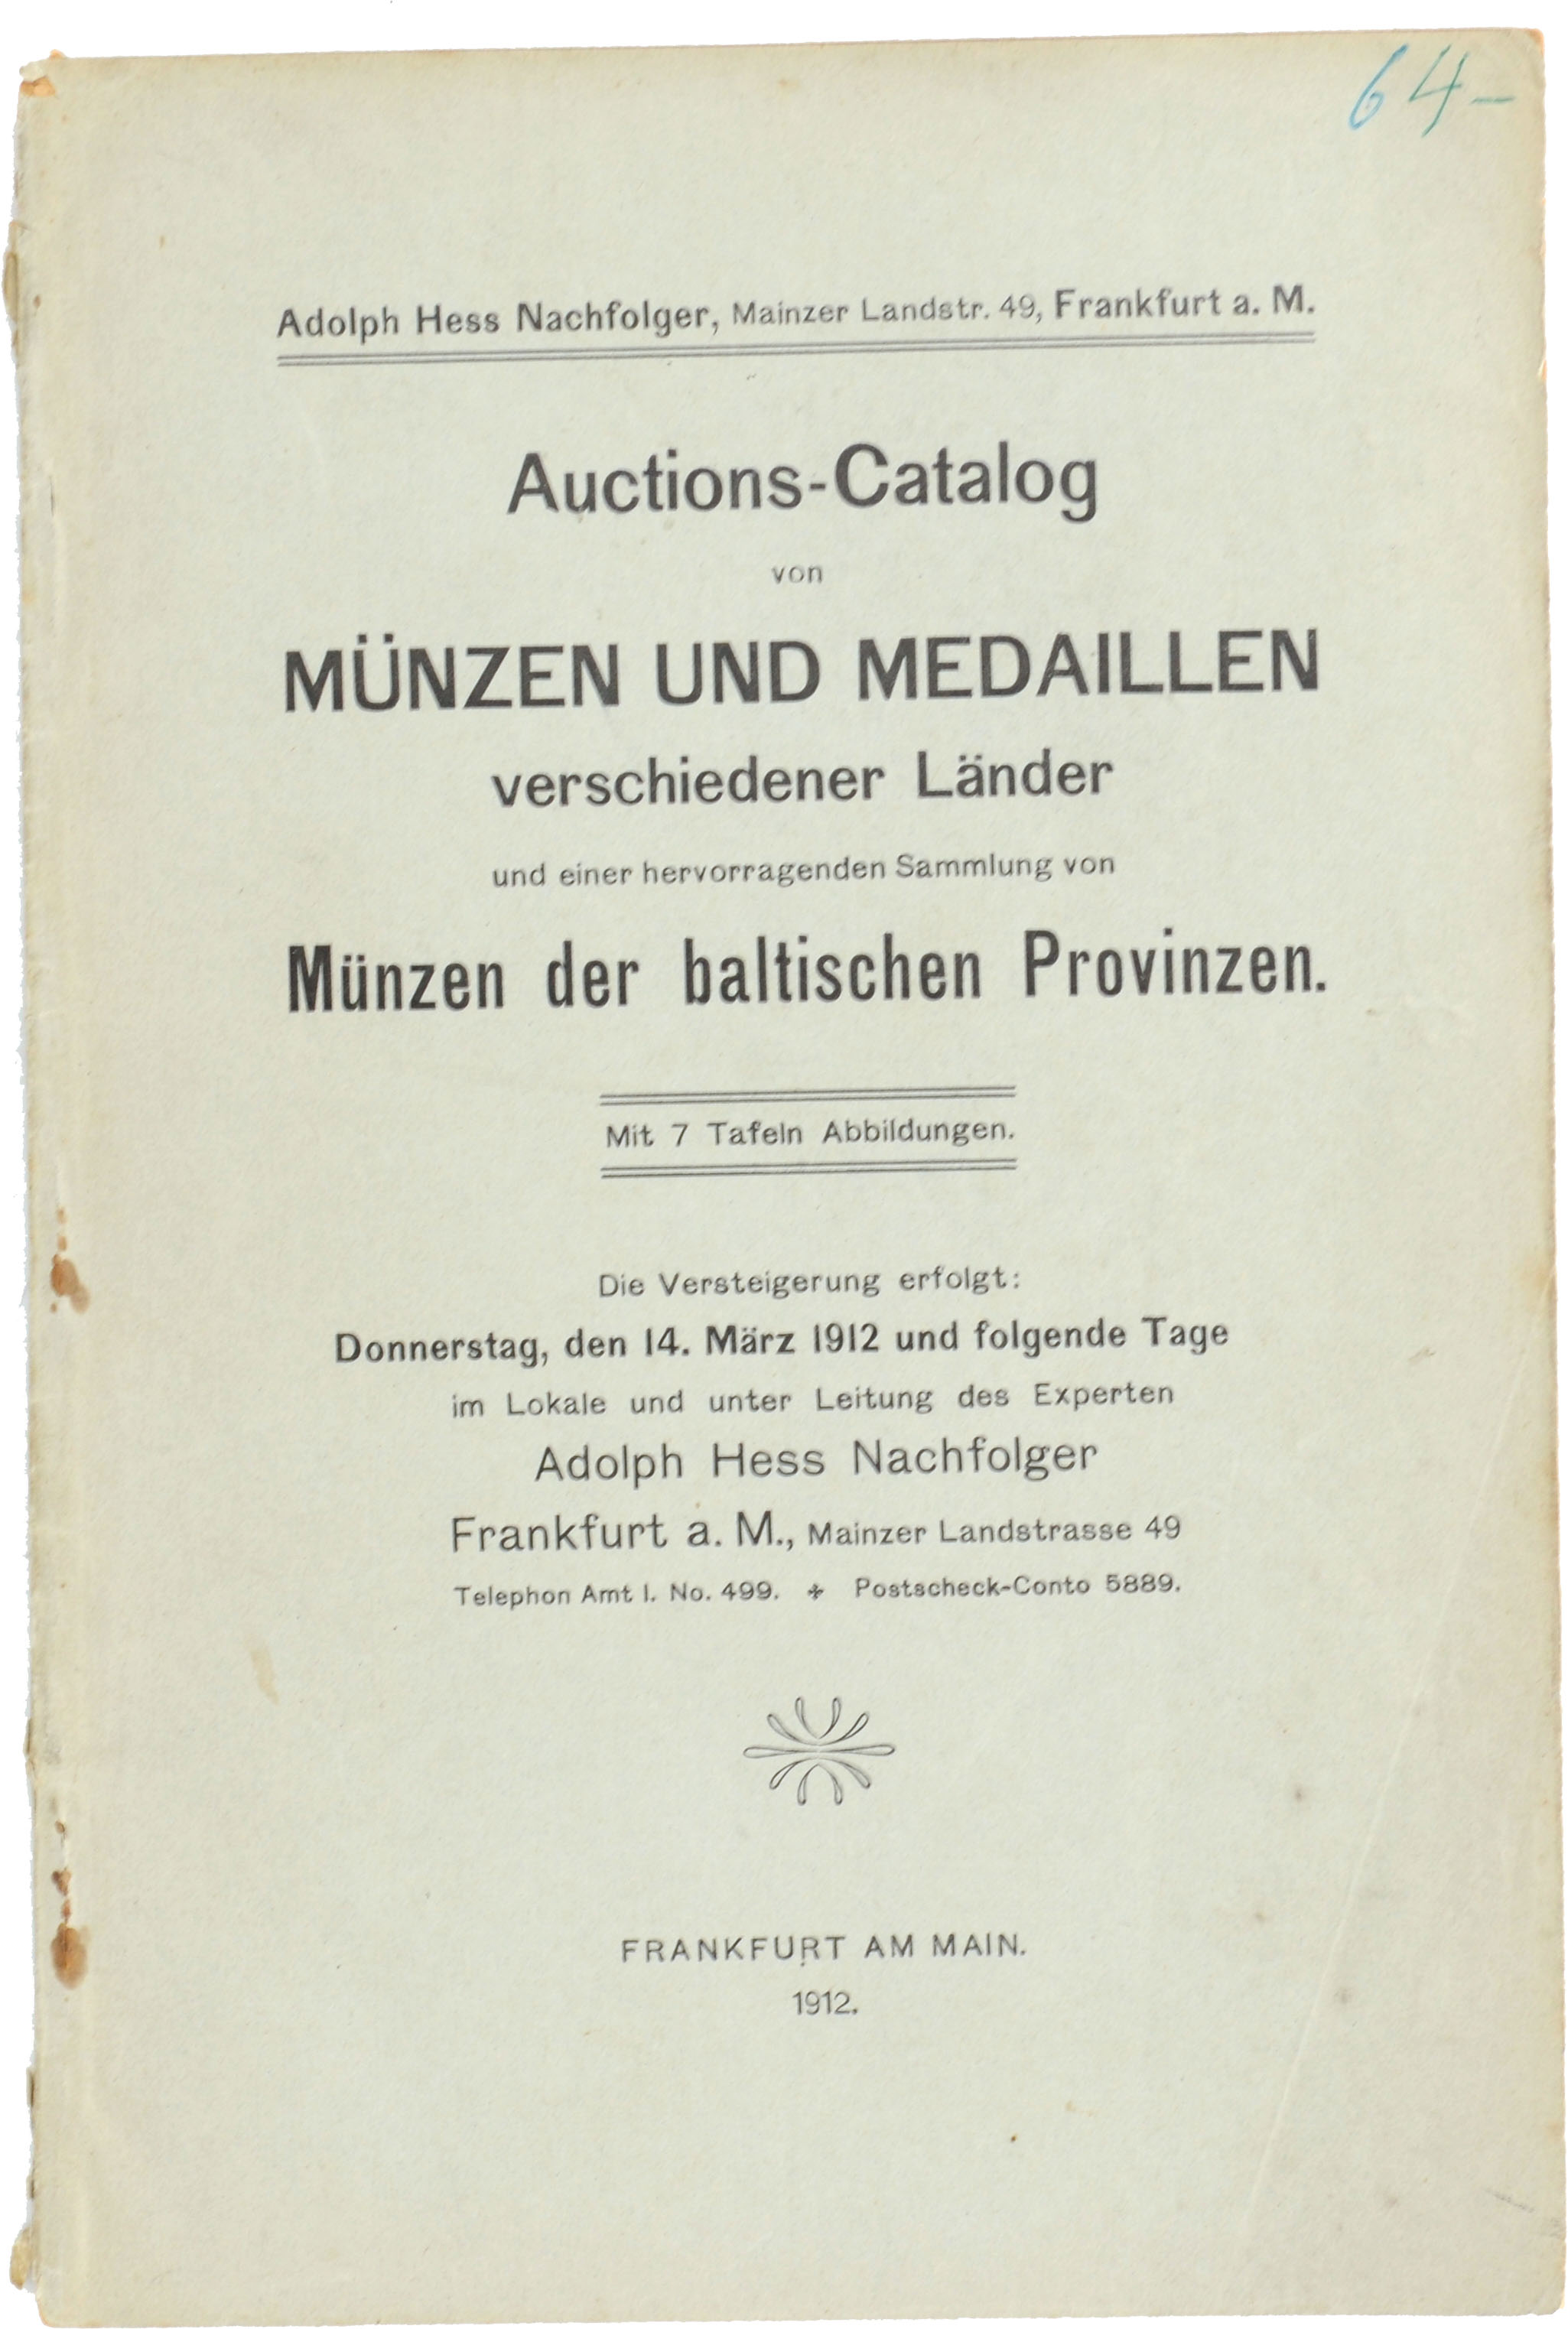 64-
Adolph Hess Nachfolger, Mainzer Landstr. 49, Frankfurt a. M.
Auctions-Catalog
von
MÜNZEN UND MEDAILLEN
verschiedener Länder
und einer hervorragenden Sammlung von
Münzen der baltischen Provinzen.
Mit 7 Tafeln Abbildungen.
Die Versteigerung erfolgt:
Donnerstag, den 14. März 1912 und folgende Tage
im Lokale und unter Leitung des Experten
Adolph Hess Nachfolger
Frankfurt a. M., Mainzer Landstrasse 49
Telephon Amt I. No. 499. ✤ Postscheck-Conto 5889.
FRANKFURT AM MAIN.
1912.